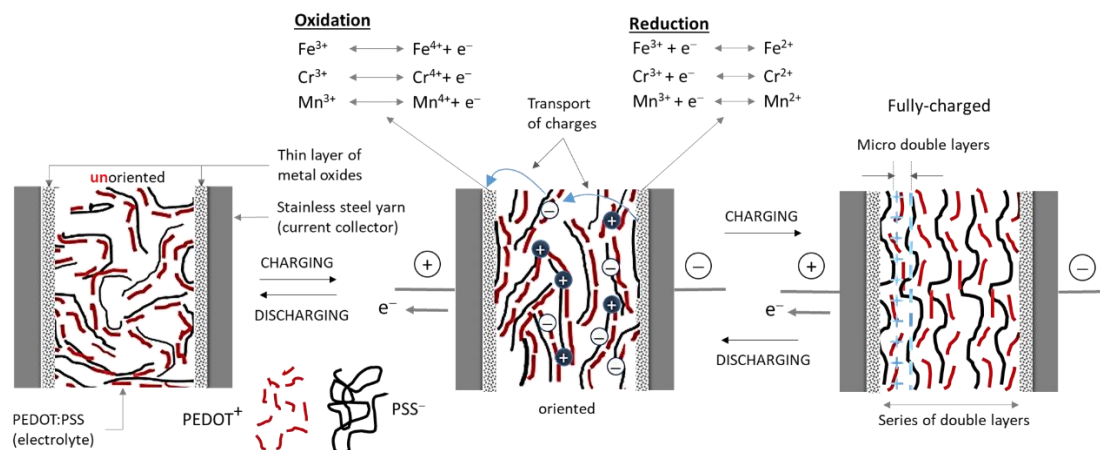 Oxidation
Fe³⁺ ⟷ Fe⁴⁺ + e⁻
Cr³⁺ ⟷ Cr⁴⁺ + e⁻
Mn³⁺ ⟷ Mn⁴⁺ + e⁻
Reduction
Fe³⁺ + e⁻ ⟷ Fe²⁺
Cr³⁺ + e⁻ ⟷ Cr²⁺
Mn³⁺ + e⁻ ⟷ Mn²⁺
Transport
of charges
Fully-charged
Micro double layers
unoriented
Thin layer of
metal oxides
Stainless steel yarn
(current collector)
CHARGING
DISCHARGING
+
e⁻
−
−
+
+
+
−
+
−
+
−
oriented
−
CHARGING
DISCHARGING
+
e⁻
−
Series of double layers
PEDOT:PSS
(electrolyte)
PEDOT⁺
PSS⁻